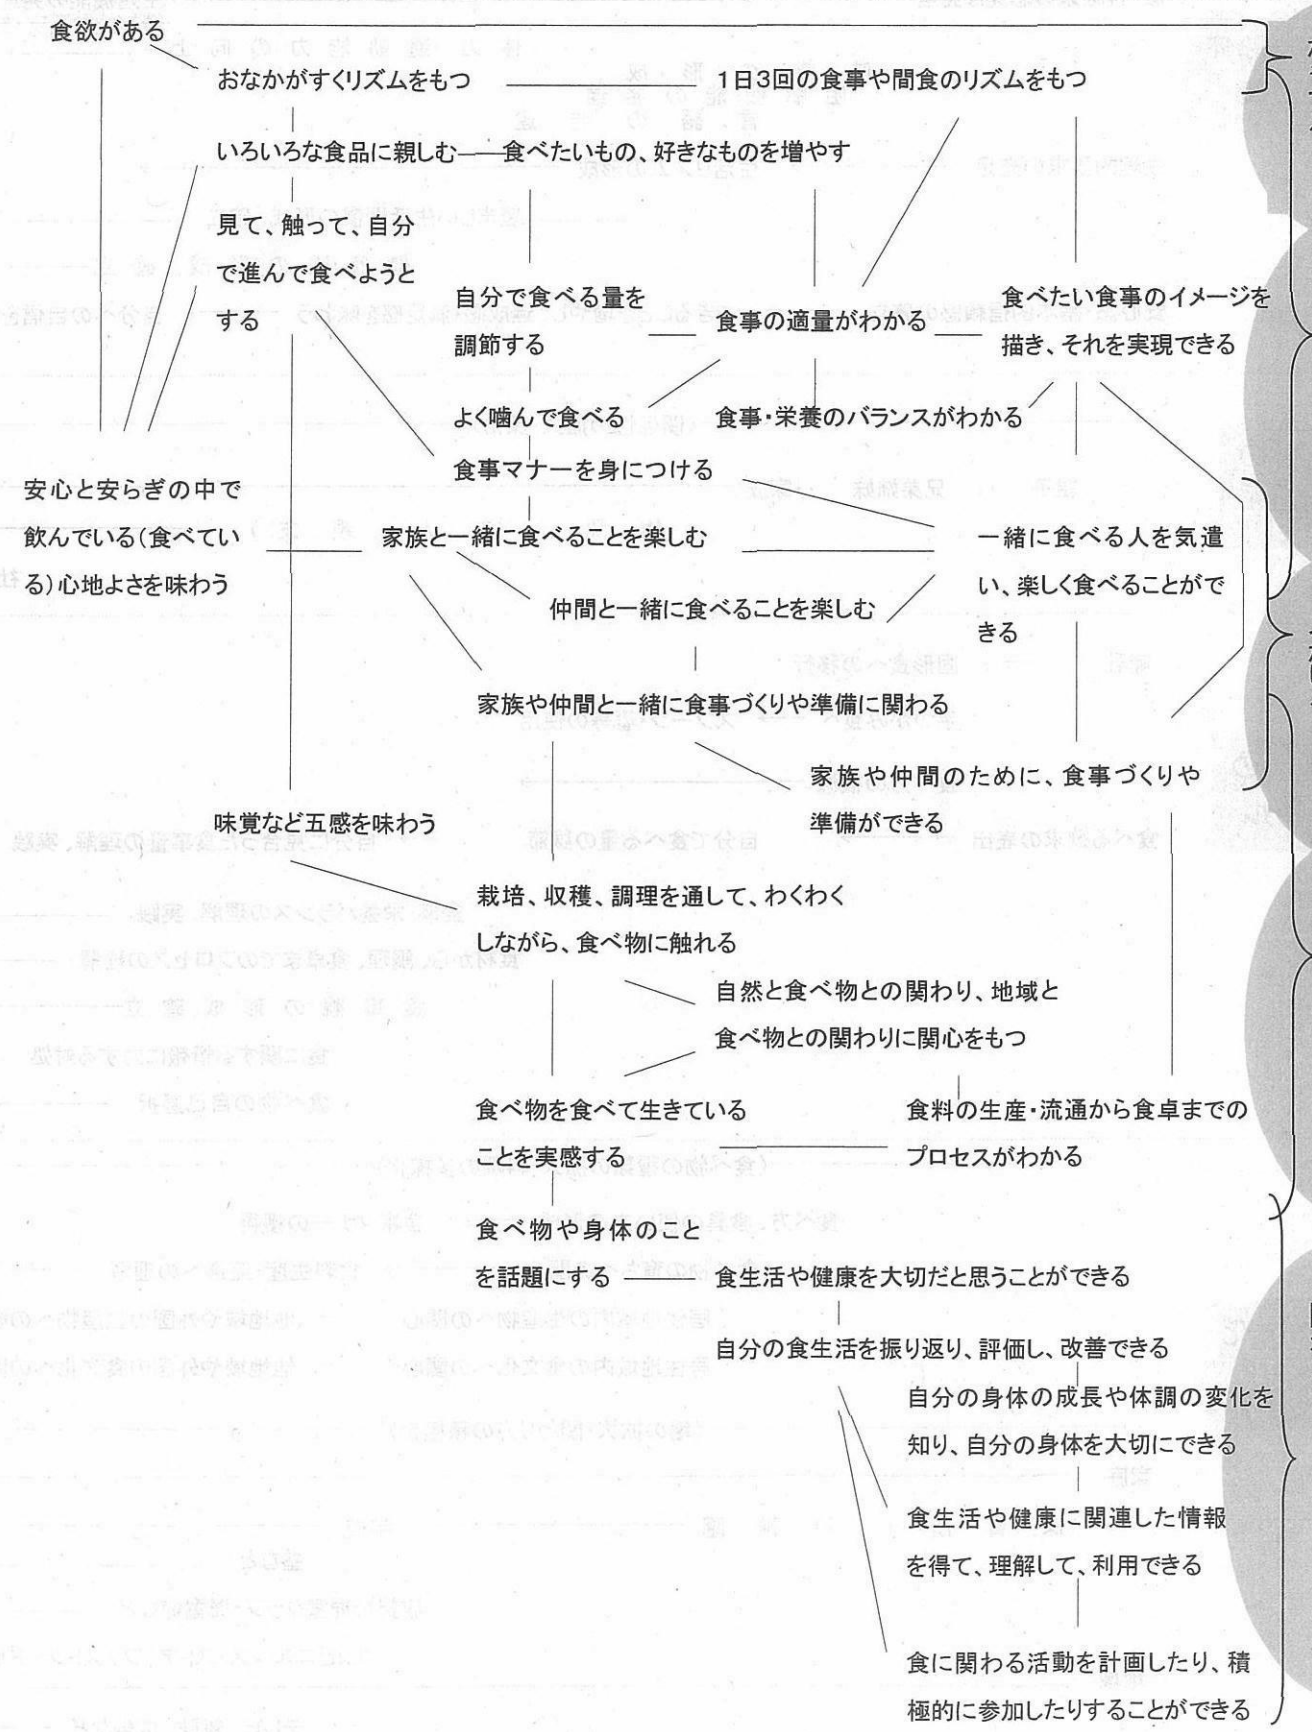 食欲がある
おなかがすくリズムをもつ
1日3回の食事や間食のリズムをもつ
いろいろな食品に親しむ
食べたいもの、好きなものを増やす
見て、触って、自分
で進んで食べようと
する
自分で食べる量を
調節する
食事の適量がわかる
食べたい食事のイメージを
描き、それを実現できる
よく噛んで食べる
食事・栄養のバランスがわかる
食事マナーを身につける
安心と安らぎの中で
飲んでいる(食べてい
る)心地よさを味わう
家族と一緒に食べることを楽しむ
一緒に食べる人を気遣
い、楽しく食べることがで
きる
仲間と一緒に食べることを楽しむ
家族や仲間と一緒に食事づくりや準備に関わる
家族や仲間のために、食事づくりや
準備ができる
味覚など五感を味わう
栽培、収穫、調理を通して、わくわく
しながら、食べ物に触れる
自然と食べ物との関わり、地域と
食べ物との関わりに関心をもつ
食べ物を食べて生きている
ことを実感する
食料の生産・流通から食卓までの
プロセスがわかる
食べ物や身体のこと
を話題にする
食生活や健康を大切だと思うことができる
自分の食生活を振り返り、評価し、改善できる
自分の身体の成長や体調の変化を
知り、自分の身体を大切にできる
食生活や健康に関連した情報
を得て、理解して、利用できる
食に関わる活動を計画したり、積
極的に参加したりすることができる